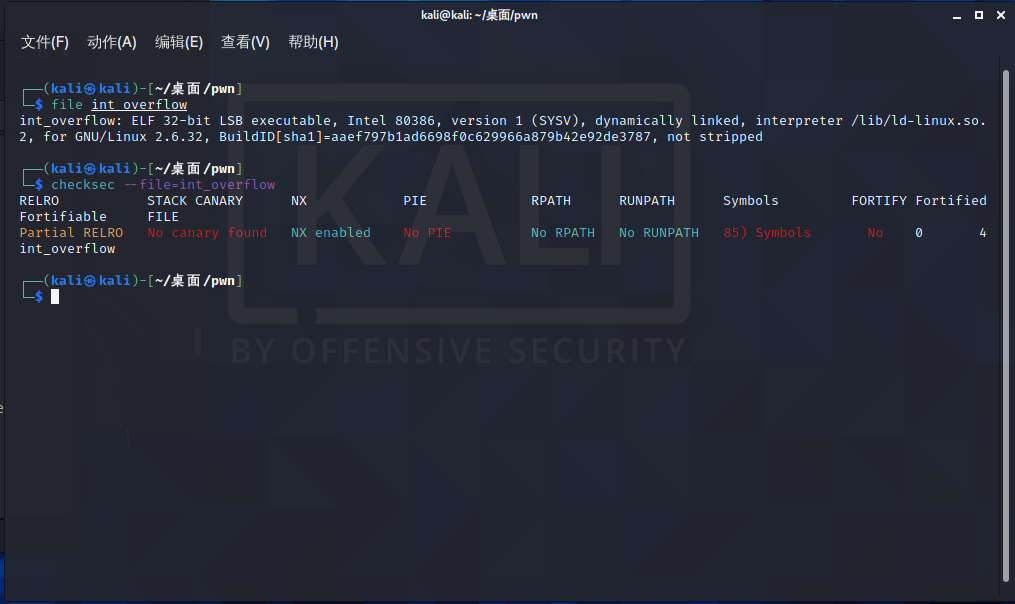 kali@kali: ~/桌面/pwn
文件(F) 动作(A) 编辑(E) 查看(V) 帮助(H)
┌──(kali㉿kali)-[~/桌面/pwn]
└─$ file int_overflow
int_overflow: ELF 32-bit LSB executable, Intel 80386, version 1 (SYSV), dynamically linked, interpreter /lib/ld-linux.so.
2, for GNU/Linux 2.6.32, BuildID[sha1]=aaef797b1ad6698f0c629966a879b42e92de3787, not stripped
┌──(kali㉿kali)-[~/桌面/pwn]
└─$ checksec --file=int_overflow
RELRO STACK CANARY NX PIE RPATH RUNPATH Symbols FORTIFY Fortified
Fortifiable FILE
Partial RELRO No canary found NX enabled No PIE No RPATH No RUNPATH 85) Symbols No 0 4
int_overflow
┌──(kali㉿kali)-[~/桌面/pwn]
└─$
KALI
BY OFFENSIVE SECURITY